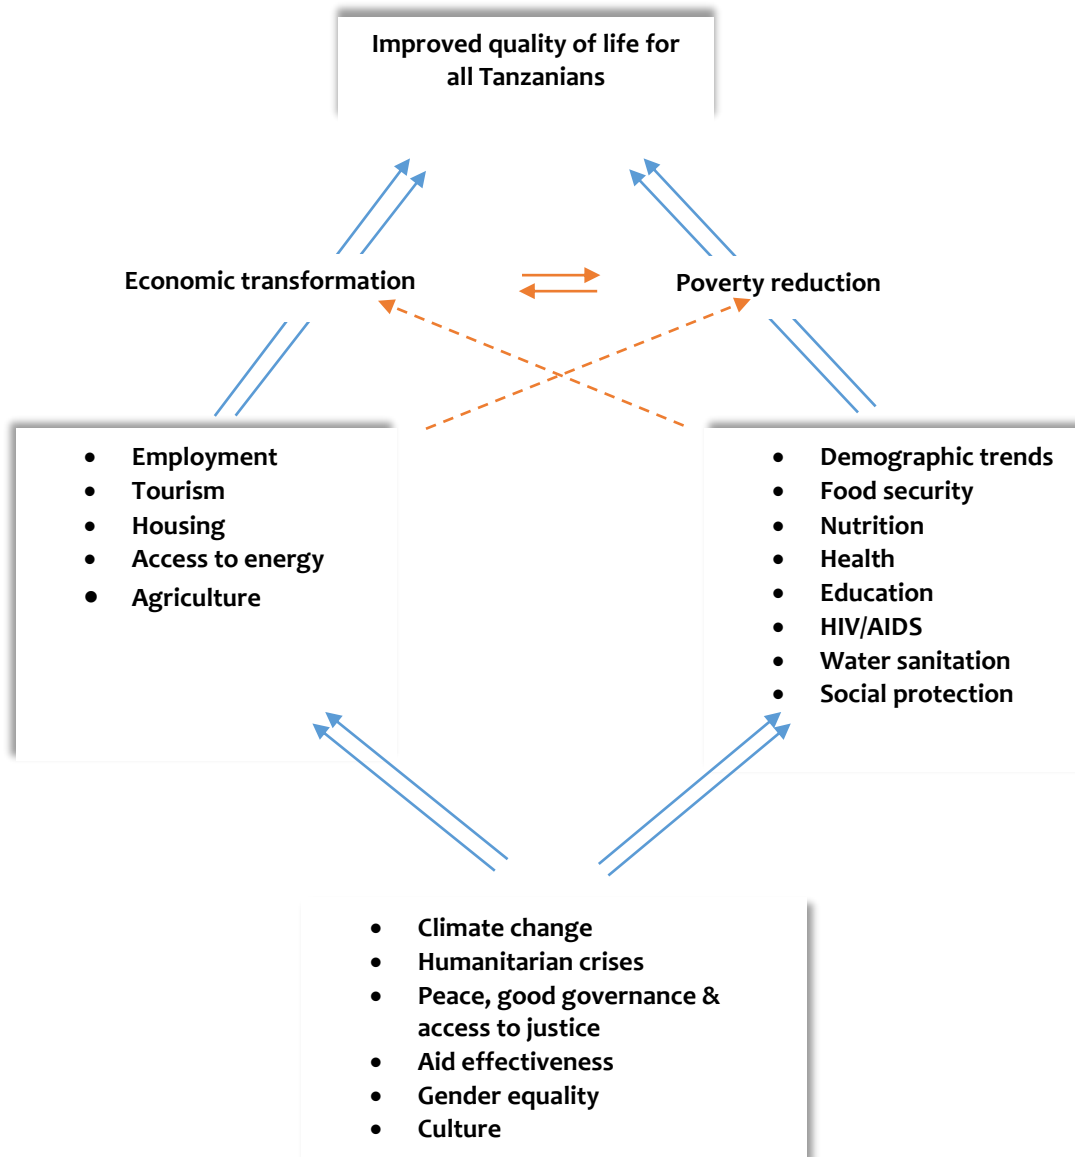 Improved quality of life for
all Tanzanians
Economic transformation
Poverty reduction
• Employment
• Tourism
• Housing
• Access to energy
• Agriculture
• Demographic trends
• Food security
• Nutrition
• Health
• Education
• HIV/AIDS
• Water sanitation
• Social protection
• Climate change
• Humanitarian crises
• Peace, good governance &
access to justice
• Aid effectiveness
• Gender equality
• Culture